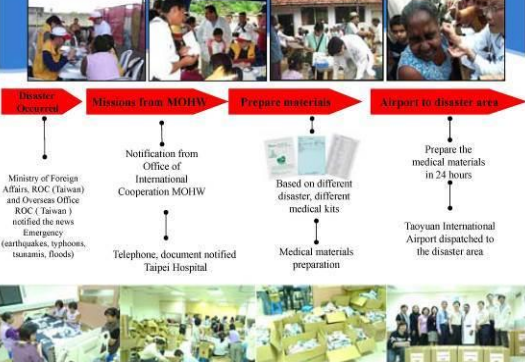 Disaster
Occurred
Missions from MOHW
Prepare materials
Airport to disaster area
Ministry of Foreign
Affairs, ROC (Taiwan)
and Overseas Office
ROC ( Taiwan )
notified the news
Emergency
(earthquakes, typhoons,
tsunamis, floods)
Notification from
Office of
International
Cooperation MOHW
Telephone, document notified
Taipei Hospital
Based on different
disaster, different
medical kits
Medical materials
preparation
Prepare the
medical materials
in 24 hours
Taoyuan International
Airport dispatched to
the disaster area